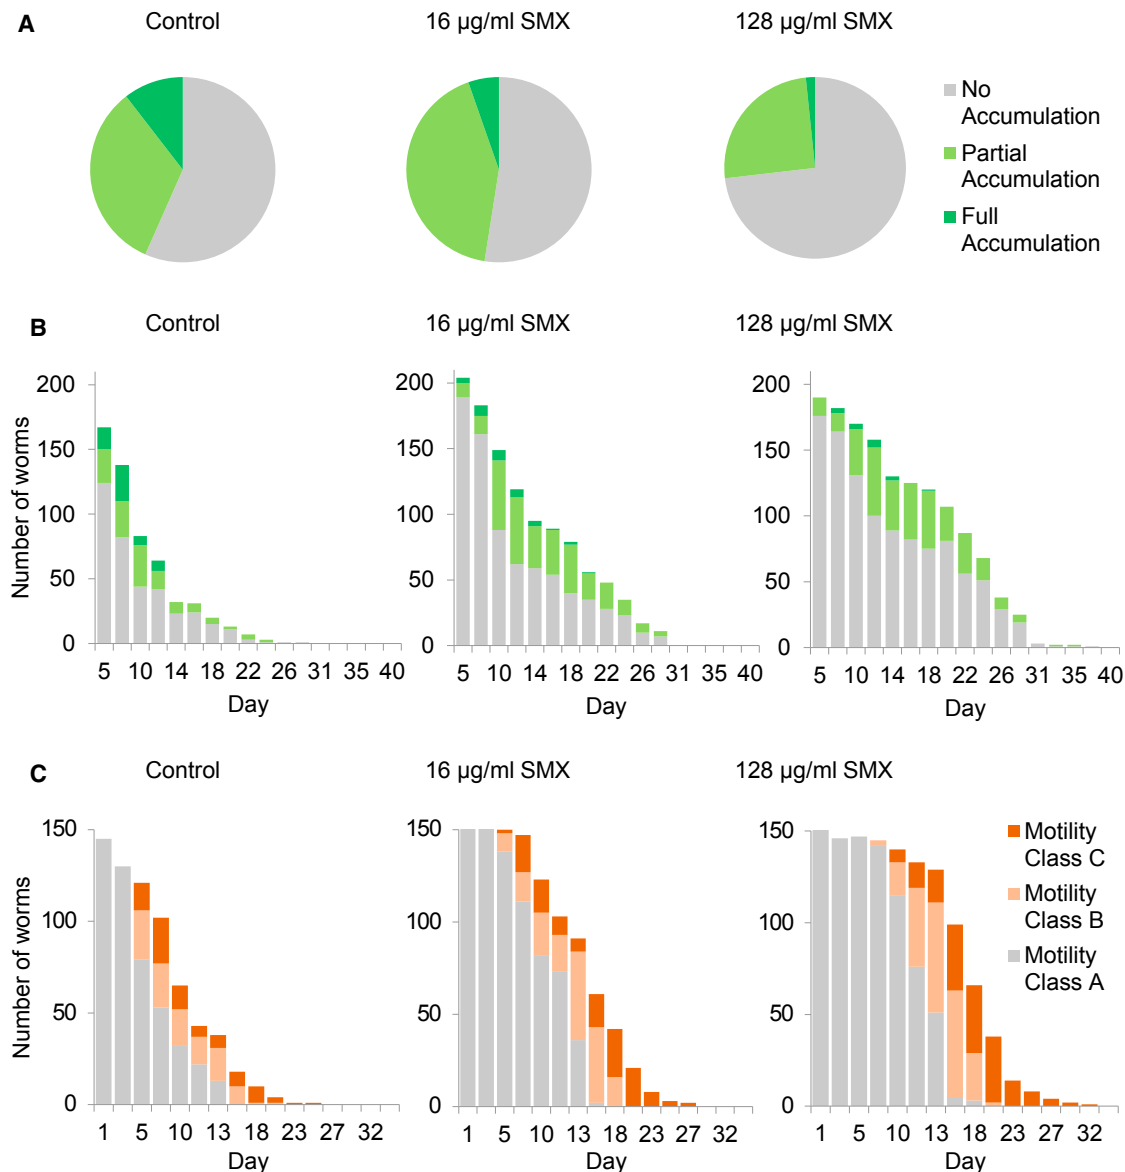 A
Control
16 µg/ml SMX
128 µg/ml SMX
No
Accumulation
Partial
Accumulation
Full
Accumulation
B
Control
16 µg/ml SMX
128 µg/ml SMX
Number of worms
200
150
100
50
0
5 10 14 18 22 26 31 35 40
Day
200
150
100
50
0
5 10 14 18 22 26 31 35 40
Day
200
150
100
50
0
5 10 14 18 22 26 31 35 40
Day
C
Control
16 µg/ml SMX
128 µg/ml SMX
Number of worms
150
100
50
0
1 5 10 13 18 23 27 32
Day
150
100
50
0
1 5 10 13 18 23 27 32
Day
150
100
50
0
1 5 10 13 18 23 27 32
Day
Motility
Class C
Motility
Class B
Motility
Class A